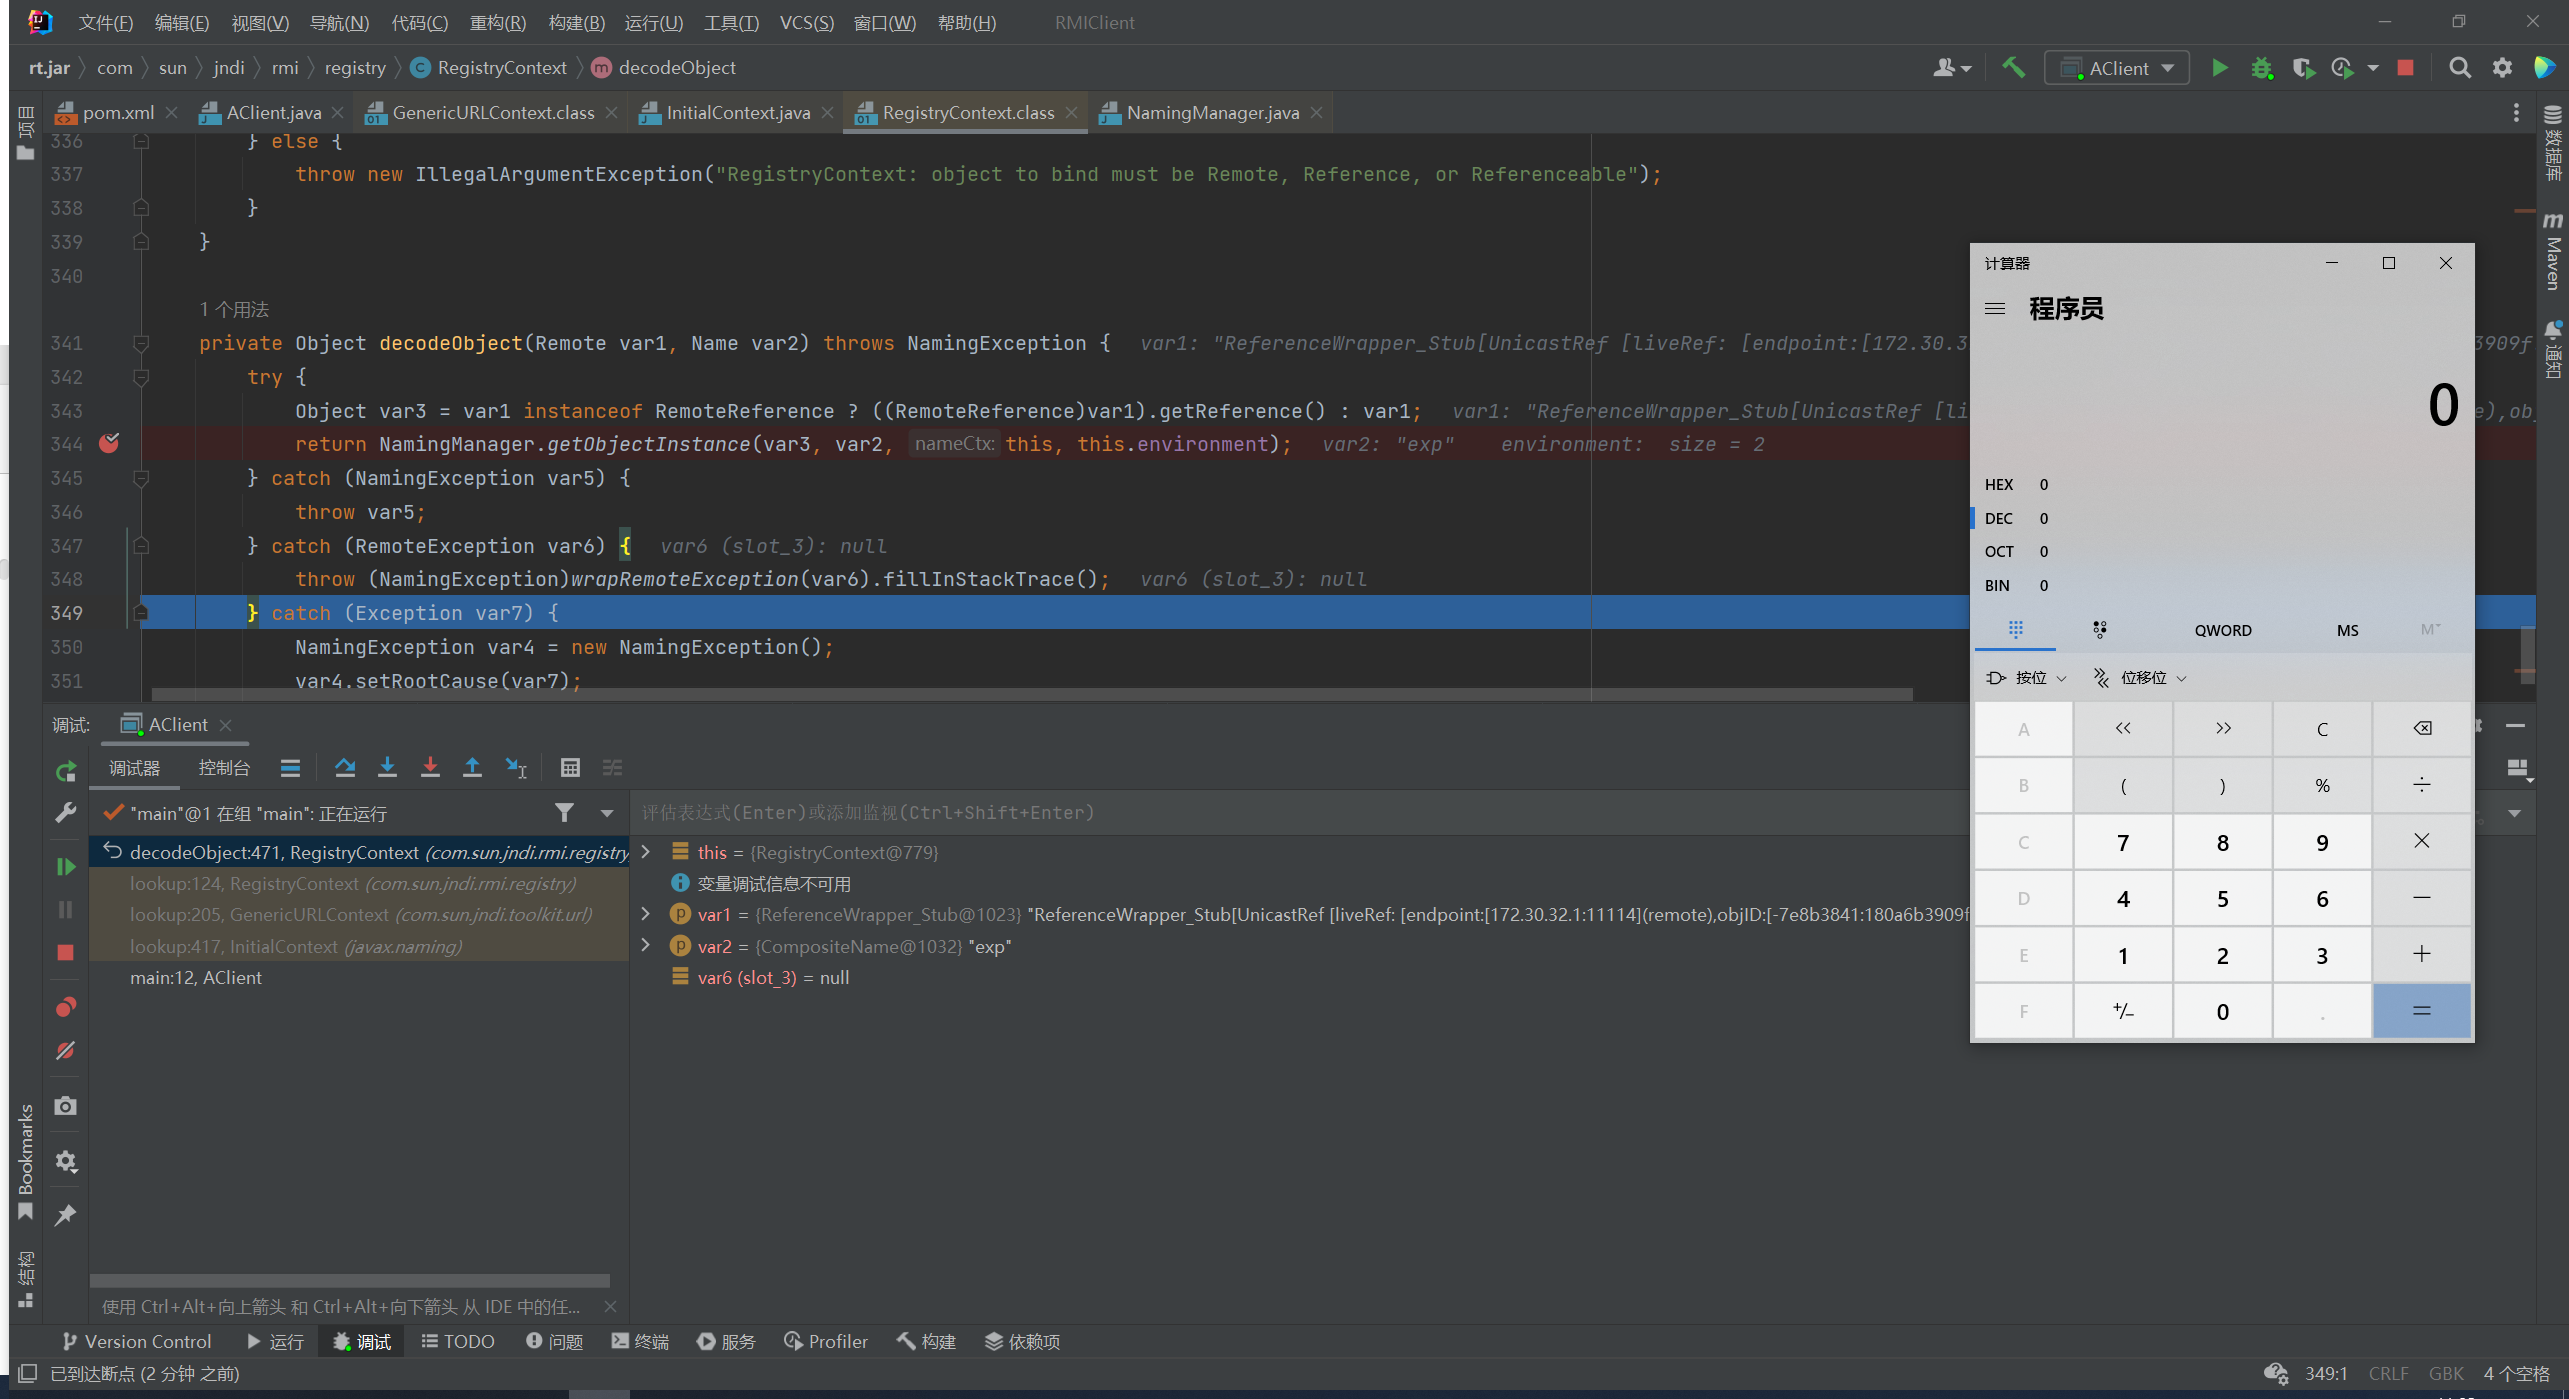 文件(F) 编辑(E) 视图(V) 导航(N) 代码(C) 重构(R) 构建(B) 运行(U) 工具(T) VCS(S) 窗口(W) 帮助(H) RMIClient
rt.jar com sun jndi rmi registry RegistryContext decodeObject
AClient
pom.xml AClient.java GenericURLContext.class InitialContext.java RegistryContext.class NamingManager.java
项目
数据库
Maven
通知
336 } else {
337 throw new IllegalArgumentException("RegistryContext: object to bind must be Remote, Reference, or Referenceable");
338 }
339 }
340
1 个用法
341 private Object decodeObject(Remote var1, Name var2) throws NamingException { var1: "ReferenceWrapper_Stub[UnicastRef [liveRef: [endpoint:[172.30.3 3909f
342 try {
343 Object var3 = var1 instanceof RemoteReference ? ((RemoteReference)var1).getReference() : var1; var1: "ReferenceWrapper_Stub[UnicastRef [li ),ob
344 return NamingManager.getObjectInstance(var3, var2, nameCtx: this, this.environment); var2: "exp" environment: size = 2
345 } catch (NamingException var5) {
346 throw var5;
347 } catch (RemoteException var6) { var6 (slot_3): null
348 throw (NamingException)wrapRemoteException(var6).fillInStackTrace(); var6 (slot_3): null
349 } catch (Exception var7) {
350 NamingException var4 = new NamingException();
351 var4.setRootCause(var7);
计算器
程序员
0
HEX 0
DEC 0
OCT 0
BIN 0
QWORD MS M
按位 位移位
A << >> C
B ( ) % ÷
C 7 8 9 ×
D 4 5 6 −
E 1 2 3 +
F +/− 0 . =
调试: AClient
调试器 控制台
"main"@1 在组 "main": 正在运行
评估表达式(Enter)或添加监视(Ctrl+Shift+Enter)
decodeObject:471, RegistryContext (com.sun.jndi.rmi.registry
lookup:124, RegistryContext (com.sun.jndi.rmi.registry)
lookup:205, GenericURLContext (com.sun.jndi.toolkit.url)
lookup:417, InitialContext (javax.naming)
main:12, AClient
this = {RegistryContext@779}
变量调试信息不可用
var1 = {ReferenceWrapper_Stub@1023} "ReferenceWrapper_Stub[UnicastRef [liveRef: [endpoint:[172.30.32.1:11114](remote),objID:[-7e8b3841:180a6b3909f
var2 = {CompositeName@1032} "exp"
var6 (slot_3) = null
Bookmarks
结构
使用 Ctrl+Alt+向上箭头 和 Ctrl+Alt+向下箭头 从 IDE 中的任...
Version Control 运行 调试 TODO 问题 终端 服务 Profiler 构建 依赖项
已到达断点 (2 分钟 之前)
349:1 CRLF GBK 4 个空格